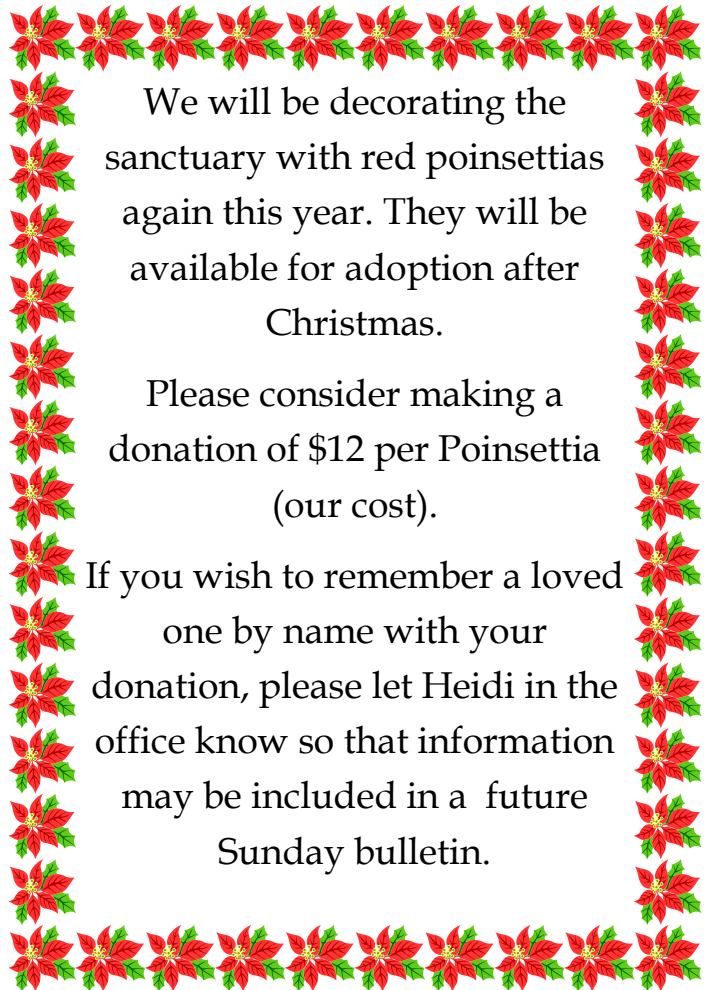 We will be decorating the
sanctuary with red poinsettias
again this year. They will be
available for adoption after
Christmas.
Please consider making a
donation of $12 per Poinsettia
(our cost).
If you wish to remember a loved
one by name with your
donation, please let Heidi in the
office know so that information
may be included in a  future
Sunday bulletin.